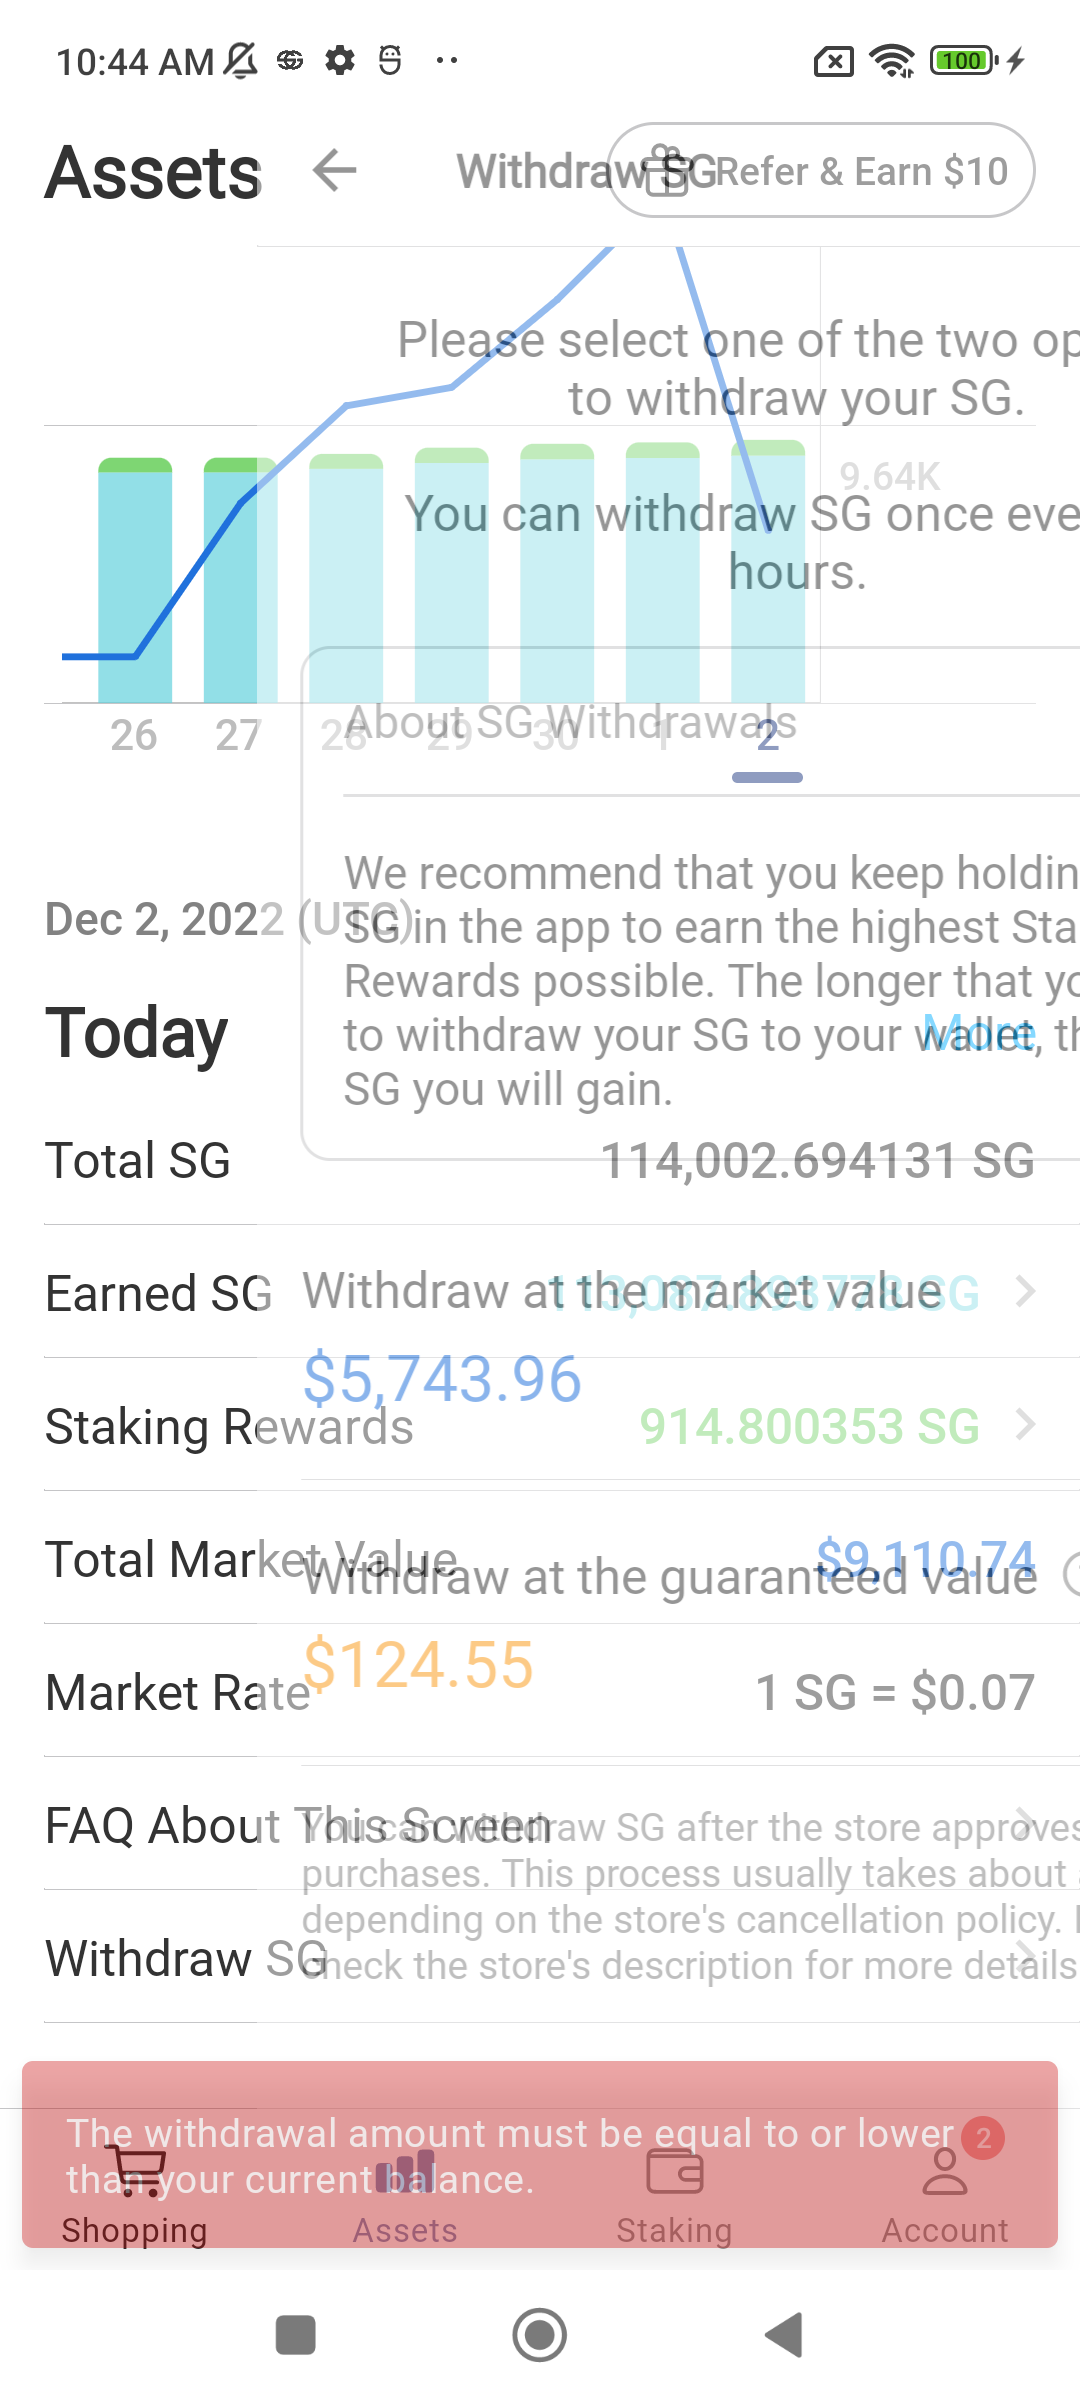 10:44 AM
100
Assets
Withdraw SG
Refer & Earn $10
Please select one of the two op
to withdraw your SG.
9.64K
You can withdraw SG once eve
hours.
26 27 28 29 30 1 2
About SG Withdrawals
We recommend that you keep holdin
Dec 2, 2022 (UTC)
SG in the app to earn the highest Sta
Rewards possible. The longer that yo
Today
to withdraw your SG to your wallet, th
More
SG you will gain.
Total SG
114,002.694131 SG
Earned SG
113,087.893778 SG
Withdraw at the market value
$5,743.96
Staking Rewards
914.800353 SG
Total Market Value
$9,110.74
Withdraw at the guaranteed value
$124.55
Market Rate
1 SG = $0.07
FAQ About This Screen
You can withdraw SG after the store approves
purchases. This process usually takes about
depending on the store's cancellation policy.
Withdraw SG
check the store's description for more details
The withdrawal amount must be equal to or lower
than your current balance.
2
Shopping
Assets
Staking
Account